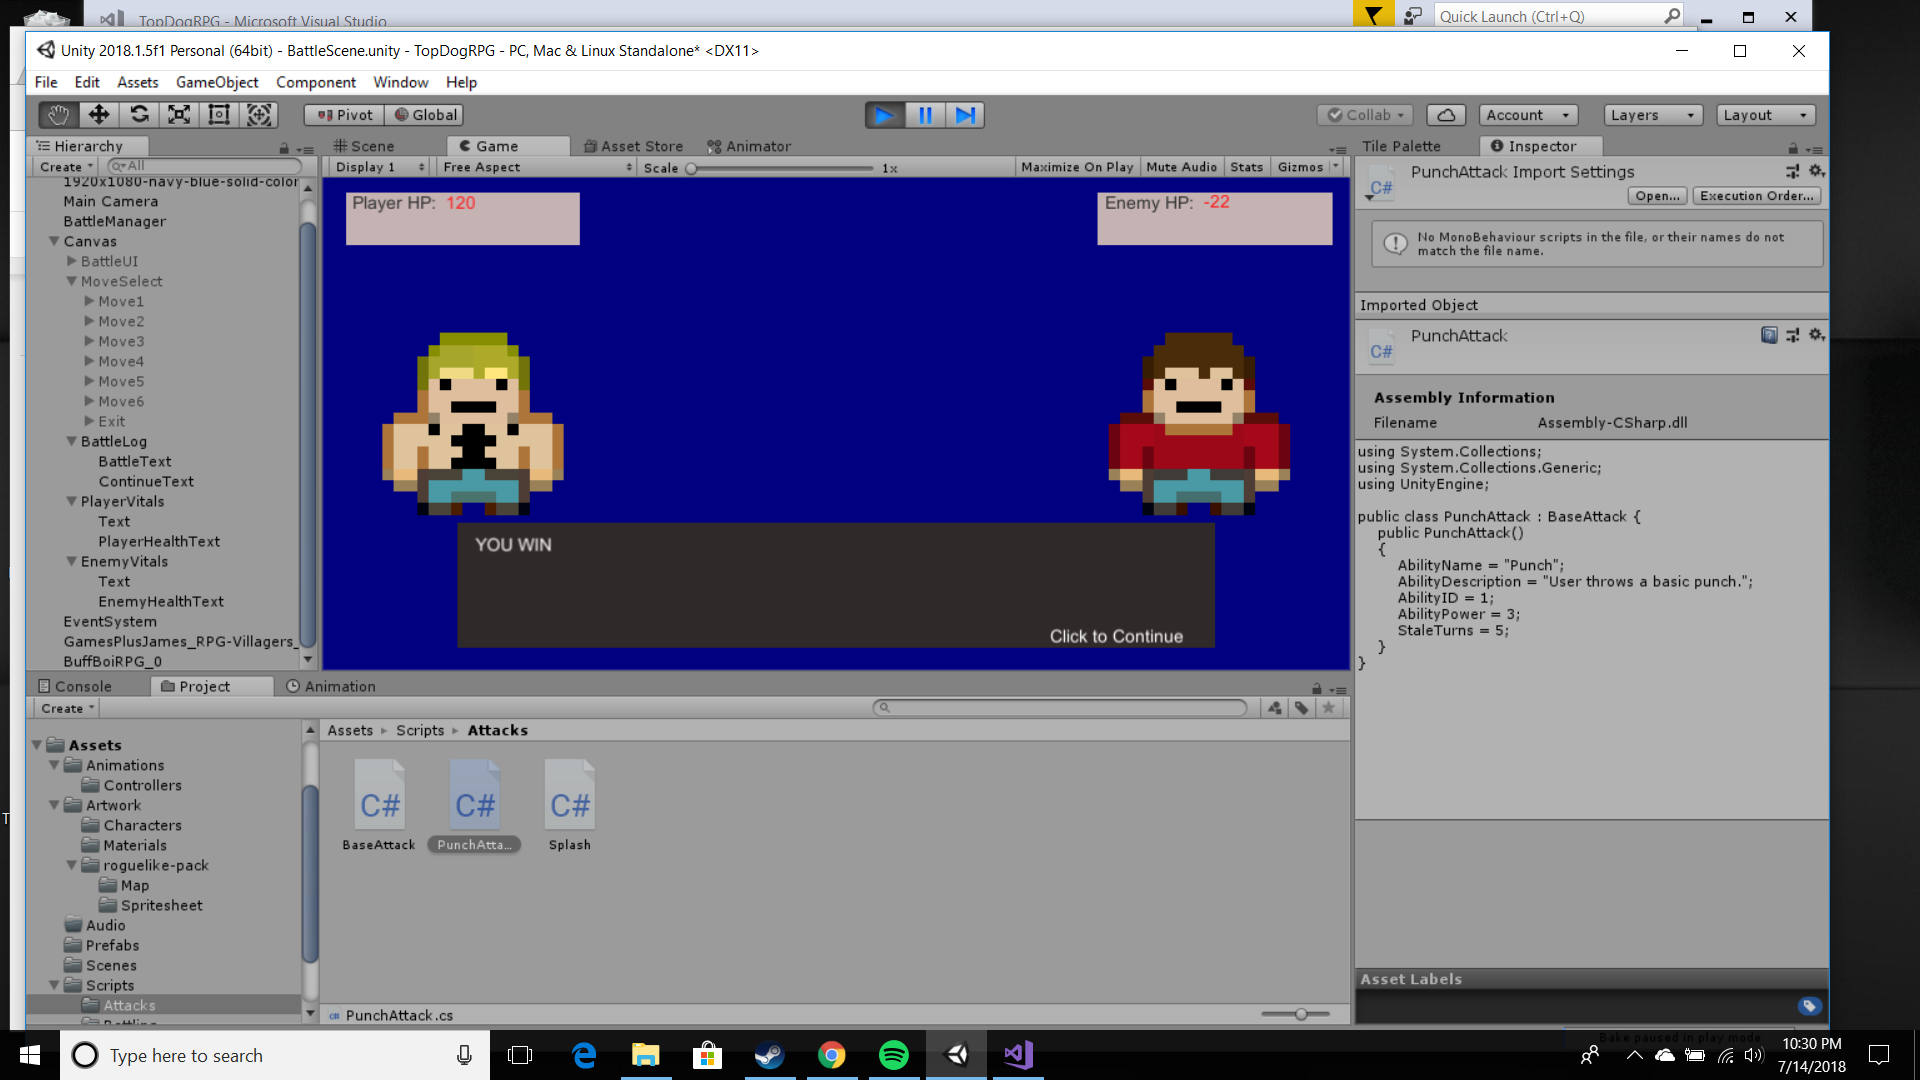 TopDogRPG - Microsoft Visual Studio
Quick Launch (Ctrl+Q)
Unity 2018.1.5f1 Personal (64bit) - BattleScene.unity - TopDogRPG - PC, Mac & Linux Standalone* <DX11>
File Edit Assets GameObject Component Window Help
Pivot Global Collab Account Layers Layout
Hierarchy
Create All
1920x1080-navy-blue-solid-color
Main Camera
BattleManager
Canvas
BattleUI
MoveSelect
Move1
Move2
Move3
Move4
Move5
Move6
Exit
BattleLog
BattleText
ContinueText
PlayerVitals
Text
PlayerHealthText
EnemyVitals
Text
EnemyHealthText
EventSystem
GamesPlusJames_RPG-Villagers_
BuffBoiRPG_0
Scene Game Asset Store Animator
Display 1 Free Aspect Scale 1x Maximize On Play Mute Audio Stats Gizmos
Player HP: 120
Enemy HP: -22
YOU WIN
Click to Continue
Tile Palette Inspector
PunchAttack Import Settings
C#
Open... Execution Order...
No MonoBehaviour scripts in the file, or their names do not
match the file name.
Imported Object
PunchAttack
C#
Assembly Information
Filename Assembly-CSharp.dll
using System.Collections;
using System.Collections.Generic;
using UnityEngine;
public class PunchAttack : BaseAttack {
public PunchAttack()
{
AbilityName = "Punch";
AbilityDescription = "User throws a basic punch.";
AbilityID = 1;
AbilityPower = 3;
StaleTurns = 5;
}
}
Asset Labels
Console Project Animation
Create
Assets
Animations
Controllers
Artwork
Characters
Materials
roguelike-pack
Map
Spritesheet
Audio
Prefabs
Scenes
Scripts
Attacks
Battling
Assets Scripts Attacks
C# C# C#
BaseAttack PunchAtta... Splash
PunchAttack.cs
Bake paused in play mode
Type here to search
10:30 PM
7/14/2018